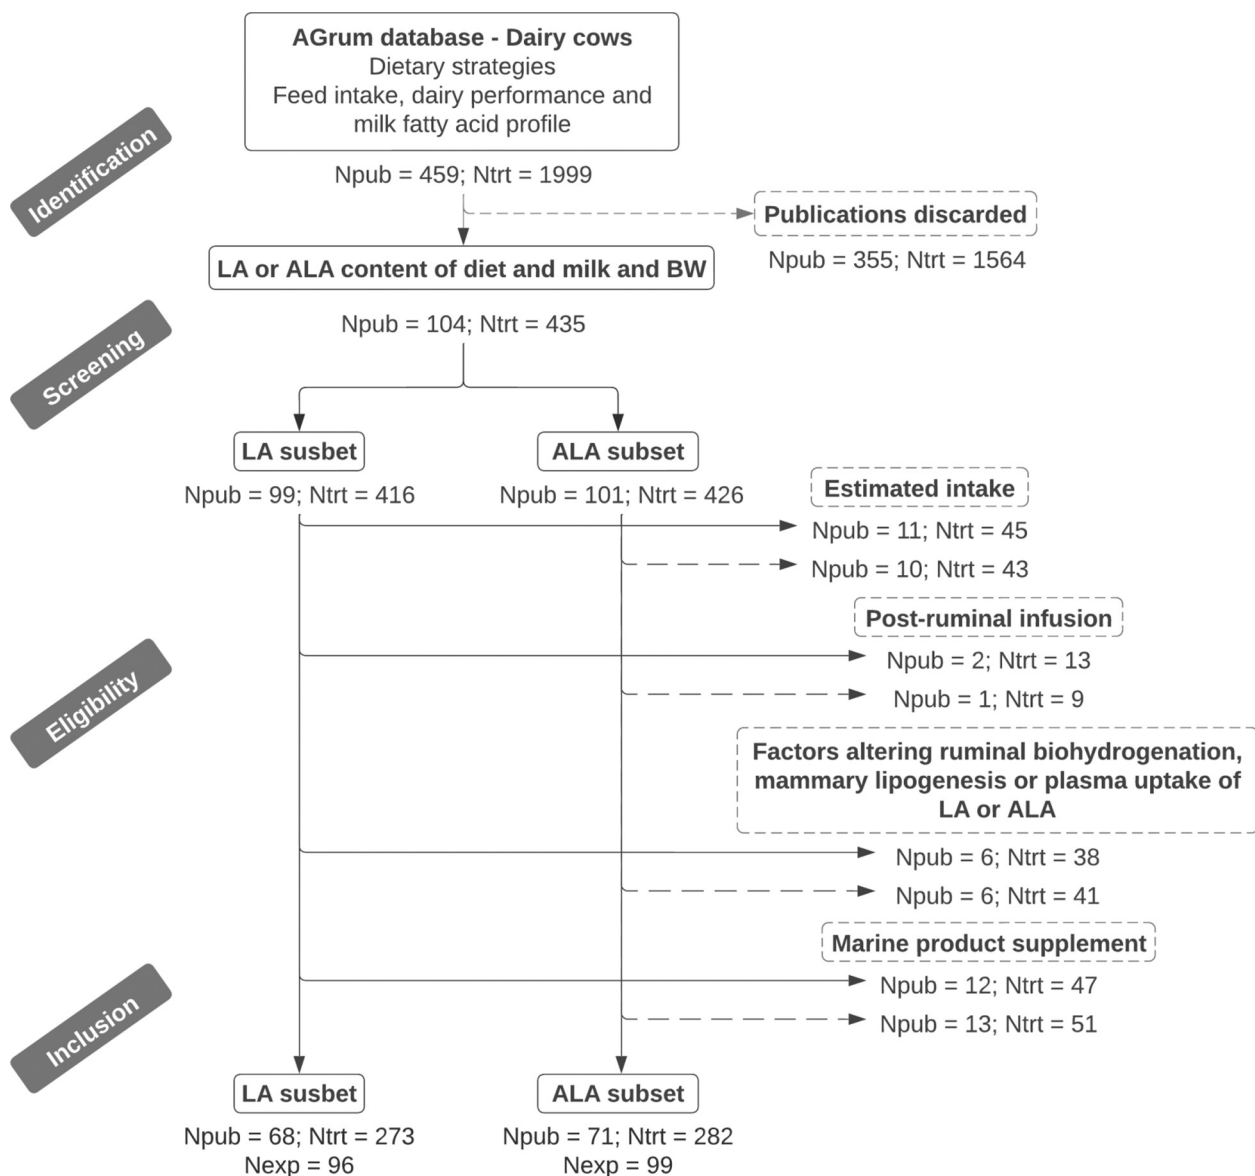 AGrum database - Dairy cows
Dietary strategies
Feed intake, dairy performance and
milk fatty acid profile
Identification
Npub = 459; Ntrt = 1999
Publications discarded
Npub = 355; Ntrt = 1564
LA or ALA content of diet and milk and BW
Npub = 104; Ntrt = 435
Screening
LA susbet
ALA subset
Npub = 99; Ntrt = 416
Npub = 101; Ntrt = 426
Estimated intake
Npub = 11; Ntrt = 45
Npub = 10; Ntrt = 43
Post-ruminal infusion
Npub = 2; Ntrt = 13
Npub = 1; Ntrt = 9
Eligibility
Factors altering ruminal biohydrogenation,
mammary lipogenesis or plasma uptake of
LA or ALA
Npub = 6; Ntrt = 38
Npub = 6; Ntrt = 41
Marine product supplement
Npub = 12; Ntrt = 47
Npub = 13; Ntrt = 51
Inclusion
LA susbet
ALA subset
Npub = 68; Ntrt = 273
Nexp = 96
Npub = 71; Ntrt = 282
Nexp = 99